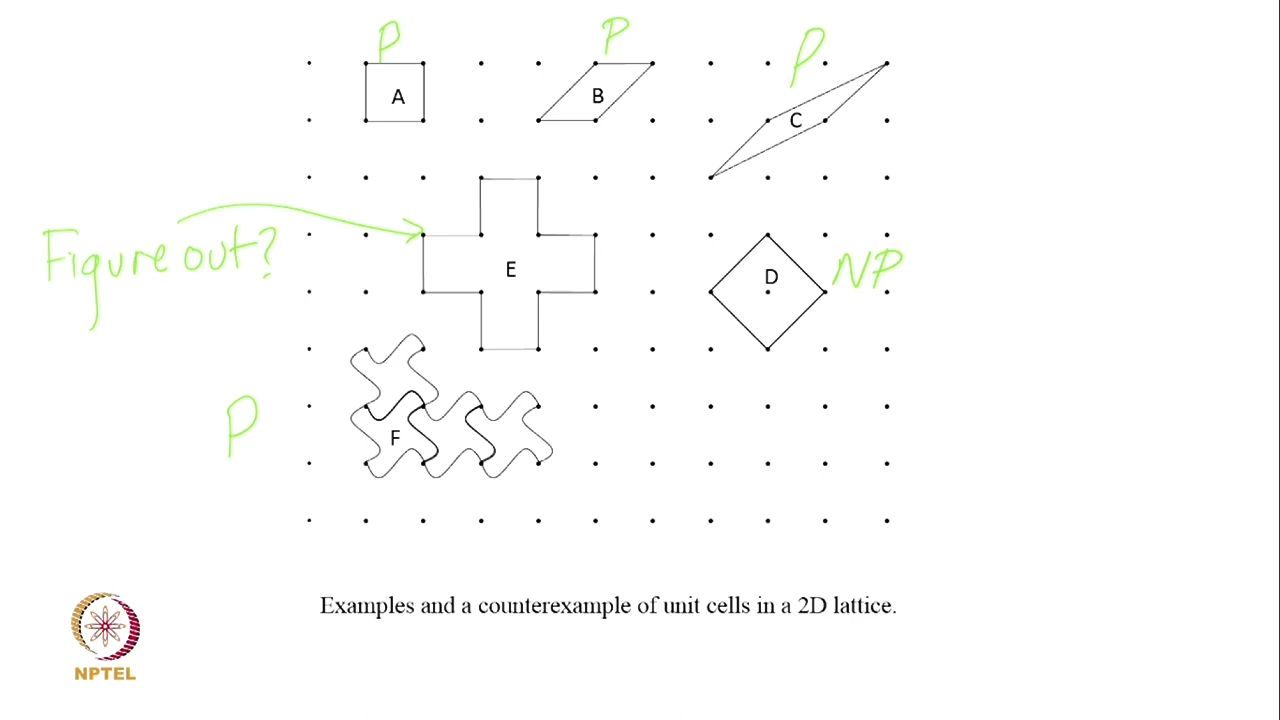 P
P
P
A
B
C
Figure out?
E
D
NP
P
F
Examples and a counterexample of unit cells in a 2D lattice.
NPTEL